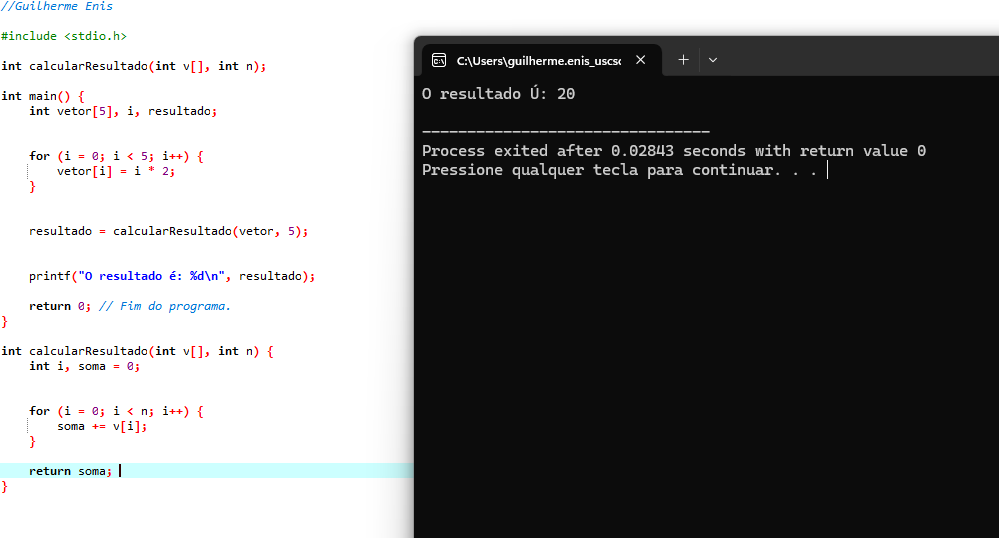 //Guilherme Enis
#include <stdio.h>
int calcularResultado(int v[], int n);
int main() {
int vetor[5], i, resultado;
for (i = 0; i < 5; i++) {
vetor[i] = i * 2;
}
resultado = calcularResultado(vetor, 5);
printf("O resultado é: %d\n", resultado);
return 0; // Fim do programa.
}
int calcularResultado(int v[], int n) {
int i, soma = 0;
for (i = 0; i < n; i++) {
soma += v[i];
}
return soma;
}
C:\Users\guilherme.enis_uscsc
O resultado Ú: 20
--------------------------------
Process exited after 0.02843 seconds with return value 0
Pressione qualquer tecla para continuar. . .